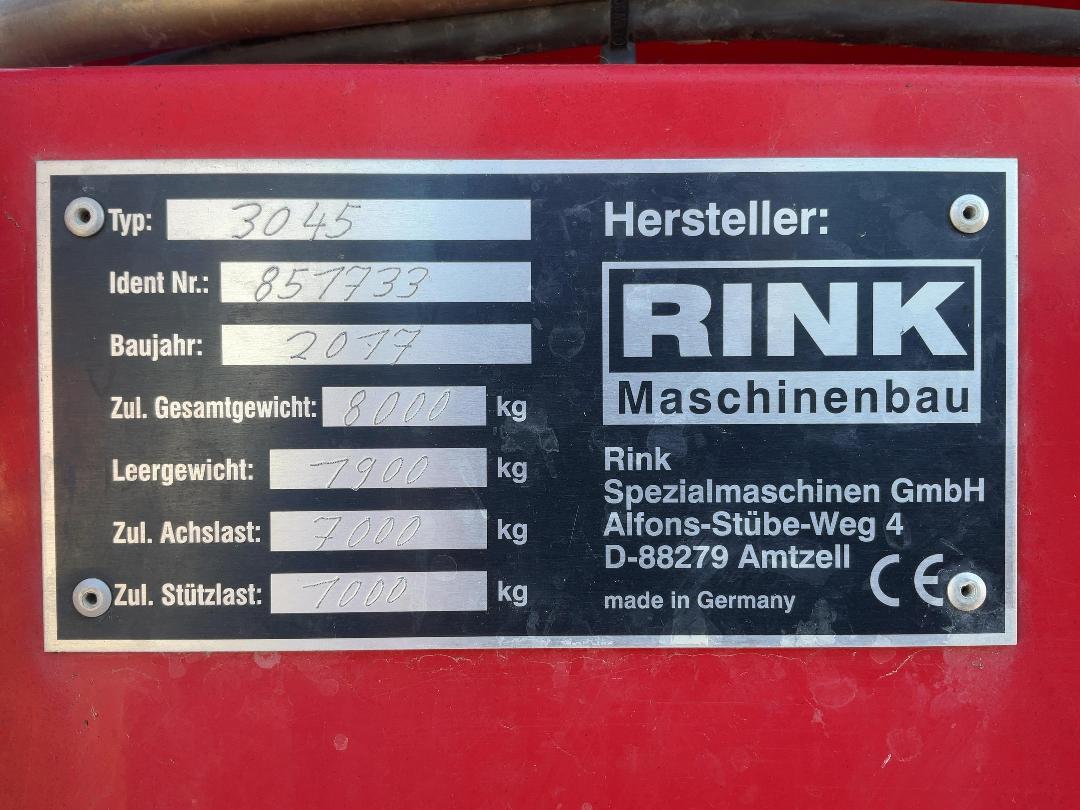 Typ: 3045
Ident Nr.: 851733
Baujahr: 2017
Zul. Gesamtgewicht: 8000 kg
Leergewicht: 1900 kg
Zul. Achslast: 7000 kg
Zul. Stützlast: 1000 kg
Hersteller:
RINK
Maschinenbau
Rink
Spezialmaschinen GmbH
Alfons-Stübe-Weg 4
D-88279 Amtzell
made in Germany CE